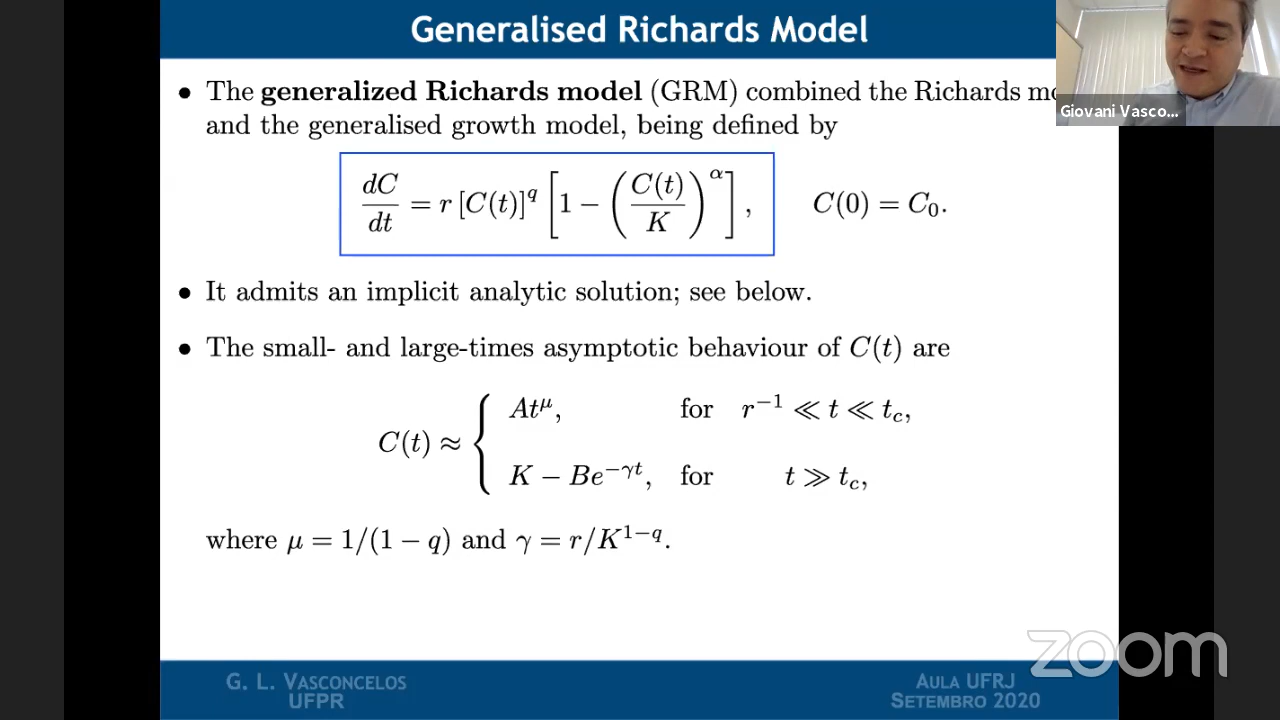 Generalised Richards Model
• The generalized Richards model (GRM) combined the Richards
and the generalised growth model, being defined by
dC/dt = r [C(t)]^q [1 − (C(t)/K)^α], C(0) = C₀.
• It admits an implicit analytic solution; see below.
• The small- and large-times asymptotic behaviour of C(t) are
C(t) ≈ { At^μ, for r^−1 ≪ t ≪ t_c,
K − Be^−γt, for t ≫ t_c,
where μ = 1/(1 − q) and γ = r/K^1−q.
Giovani Vasco...
zoom
G. L. Vasconcelos
UFPR
Aula UFRJ
Setembro 2020